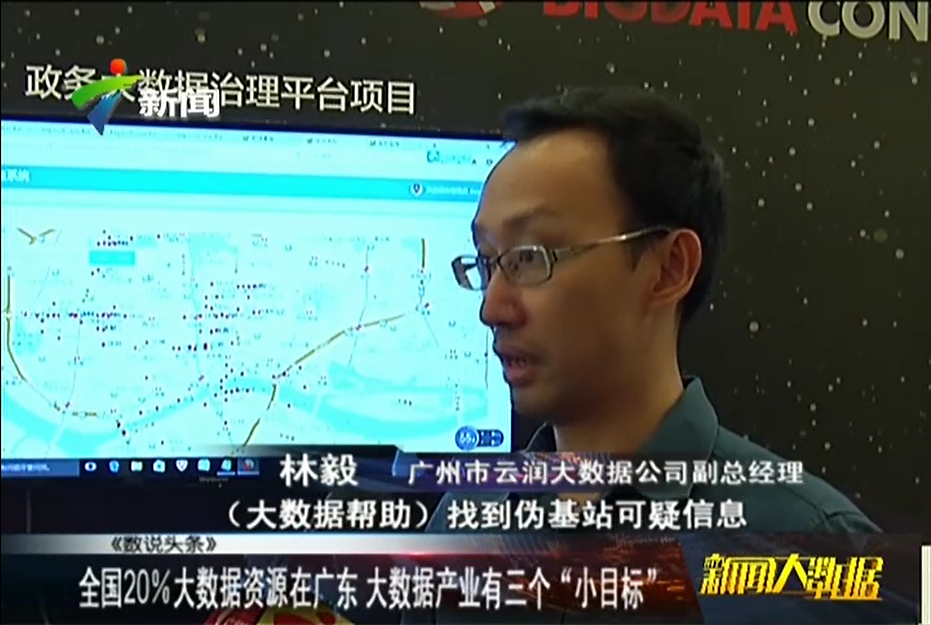 BIGDATA CON
政务大数据治理平台项目
新闻
林毅 广州市云润大数据公司副总经理
（大数据帮助）找到伪基站可疑信息
《数说头条》
全国20%大数据资源在广东 大数据产业有三个“小目标”
新闻大数据